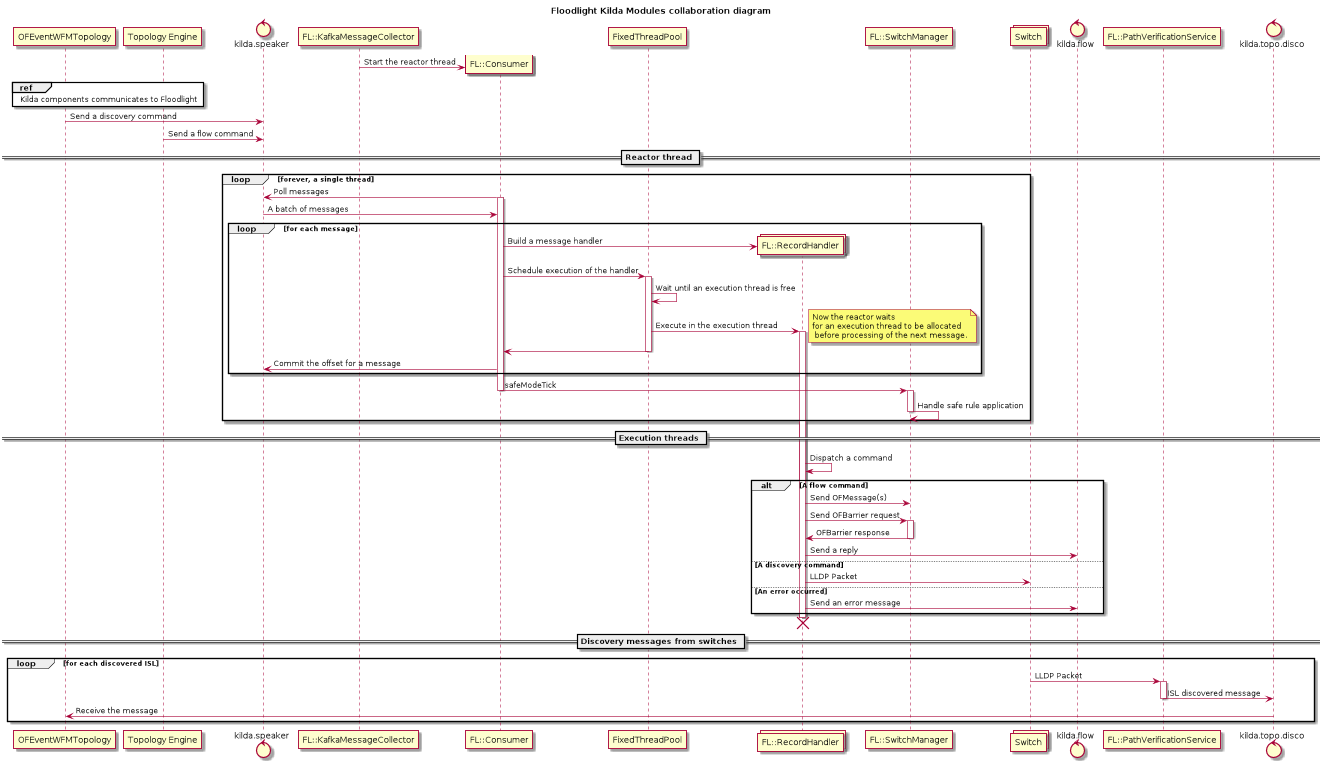 Floodlight Kilda Modules collaboration diagram
OFEventWFMTopology
Topology Engine
kilda.speaker
FL::KafkaMessageCollector
FixedThreadPool
FL::SwitchManager
Switch
kilda.flow
FL::PathVerificationService
kilda.topo.disco
Start the reactor thread
FL::Consumer
ref
Kilda components communicates to Floodlight
Send a discovery command
Send a flow command
Reactor thread
loop [forever, a single thread]
Poll messages
A batch of messages
loop [for each message]
Build a message handler
FL::RecordHandler
Schedule execution of the handler
Wait until an execution thread is free
Now the reactor waits
for an execution thread to be allocated
before processing of the next message.
Execute in the execution thread
Commit the offset for a message
safeModeTick
Handle safe rule application
Execution threads
Dispatch a command
alt [A flow command]
Send OFMessage(s)
Send OFBarrier request
OFBarrier response
Send a reply
[A discovery command]
LLDP Packet
[An error occurred]
Send an error message
Discovery messages from switches
loop [for each discovered ISL]
LLDP Packet
ISL discovered message
Receive the message
OFEventWFMTopology
Topology Engine
kilda.speaker
FL::KafkaMessageCollector
FL::Consumer
FixedThreadPool
FL::RecordHandler
FL::SwitchManager
Switch
kilda.flow
FL::PathVerificationService
kilda.topo.disco